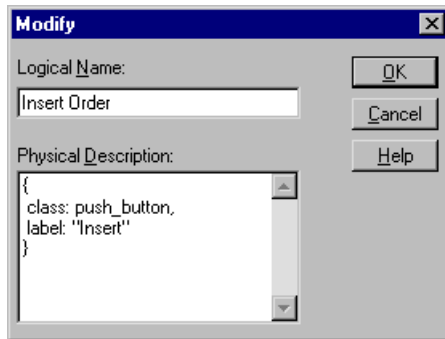 Modify
Logical Name:
Insert Order
Physical Description:
{
class: push_button,
label: "Insert"
}
OK
Cancel
Help